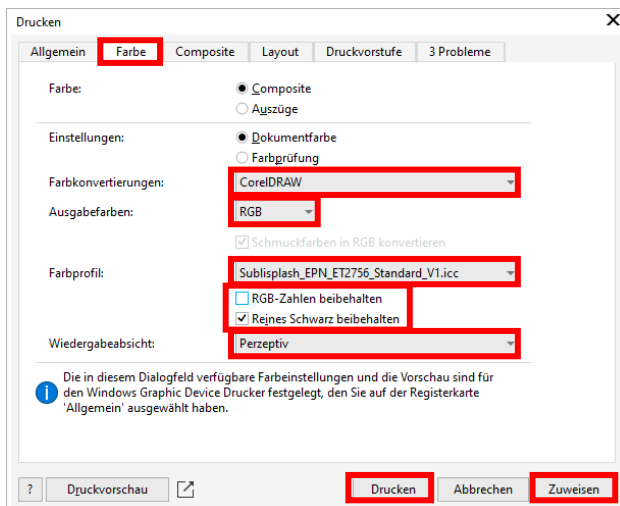 Drucken X
Allgemein Farbe Composite Layout Druckvorstufe 3 Probleme
Farbe: Composite
Auszüge
Einstellungen: Dokumentfarbe
Farbprüfung
Farbkonvertierungen: CorelDRAW
Ausgabefarben: RGB
Schmuckfarben in RGB konvertieren
Farbprofil: Sublisplash_EPN_ET2756_Standard_V1.icc
RGB-Zahlen beibehalten
Reines Schwarz beibehalten
Wiedergabeabsicht: Perzeptiv
Die in diesem Dialogfeld verfügbare Farbeinstellungen und die Vorschau sind für
den Windows Graphic Device Drucker festgelegt, den Sie auf der Registerkarte
'Allgemein' ausgewählt haben.
? Druckvorschau Drucken Abbrechen Zuweisen